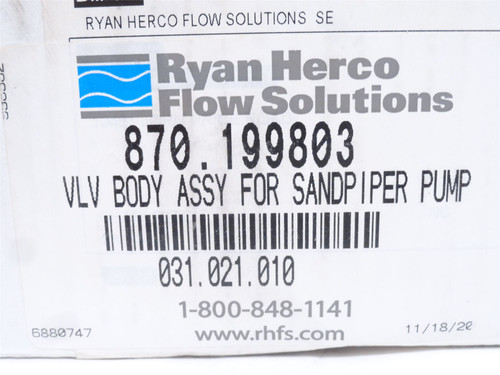 RYAN HERCO FLOW SOLUTIONS SE
Ryan Herco
Flow Solutions
870.199803
VLV BODY ASSY FOR SANDPIPER PUMP
031.021.010
1-800-848-1141
6880747
www.rhfs.com
11/18/20